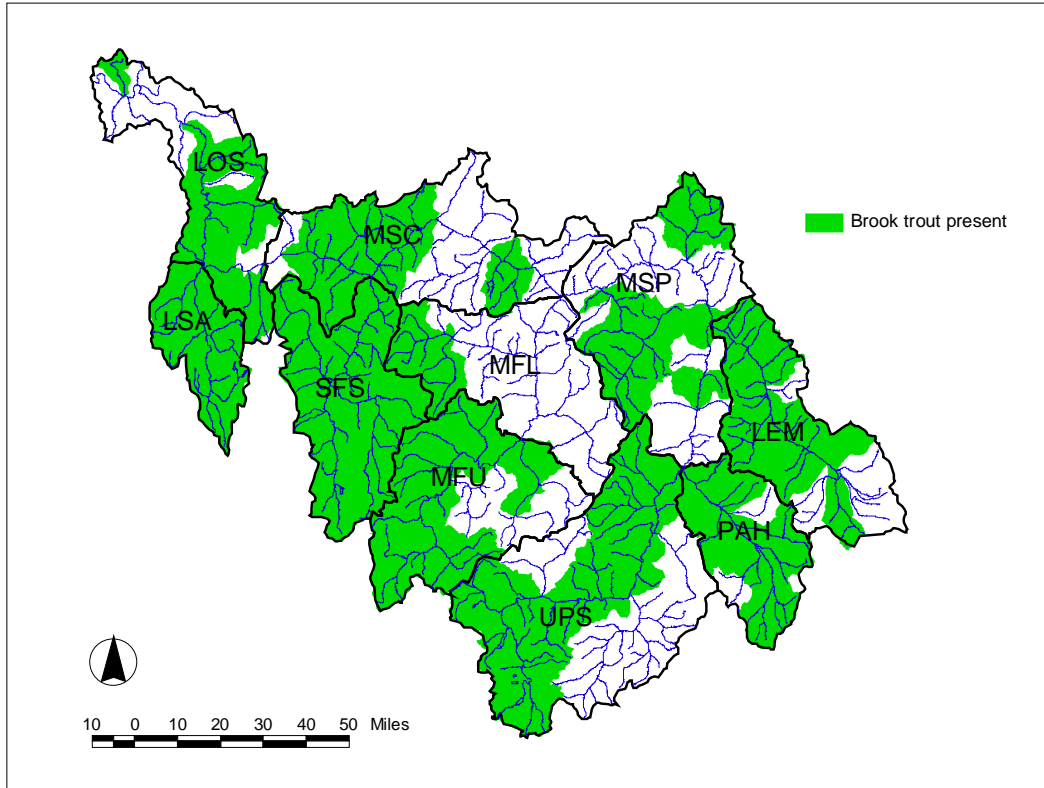 LOS
MSC
Brook trout present
MSP
LSA
MFL
SFS
LEM
MFU
PAH
UPS
10 0 10 20 30 40 50 Miles